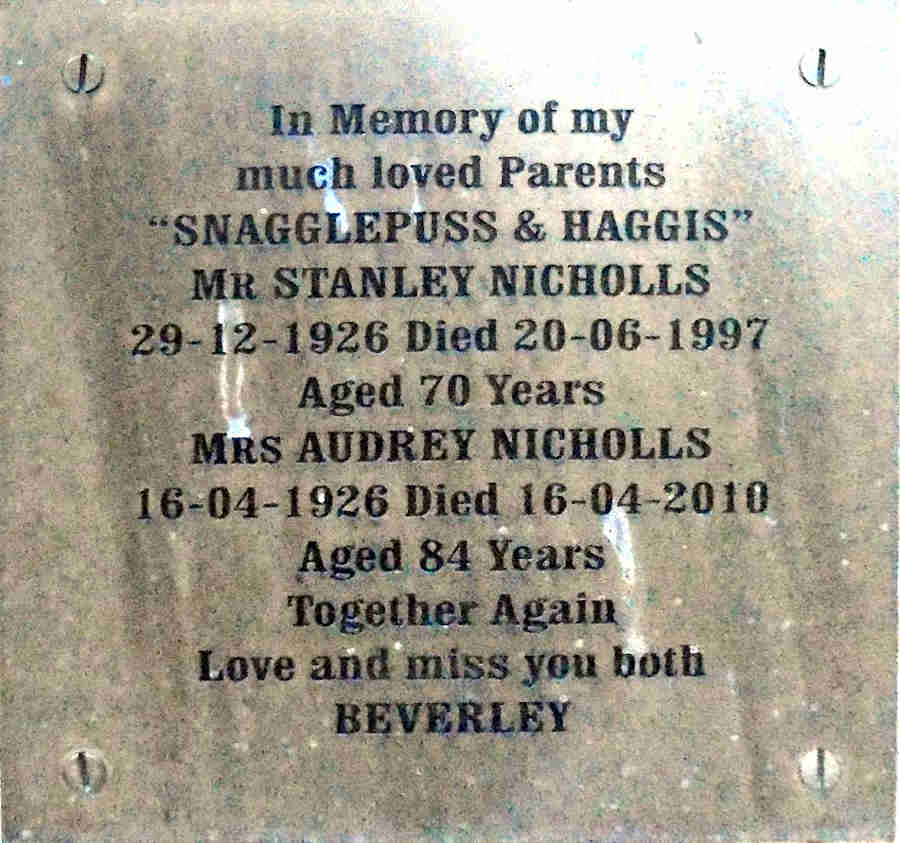 In Memory of my
much loved Parents
“SNAGGLEPUSS & HAGGIS”
MR STANLEY NICHOLLS
29-12-1926 Died 20-06-1997
Aged 70 Years
MRS AUDREY NICHOLLS
16-04-1926 Died 16-04-2010
Aged 84 Years
Together Again
Love and miss you both
BEVERLEY